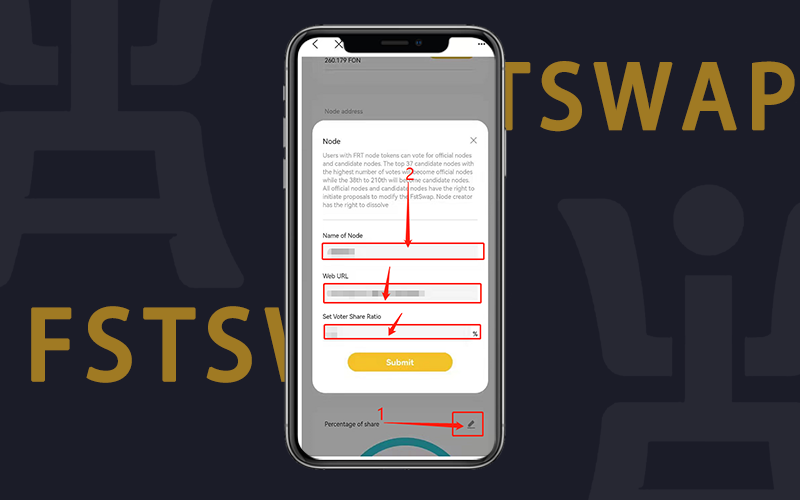 260.179 FON
TSWAP
Node address
Node
Users with FRT node tokens can vote for official nodes
and candidate nodes. The top 37 candidate nodes with
the highest number of votes will become official nodes
while the 38th to 210th will become candidate nodes.
All official nodes and candidate nodes have the right to
initiate proposals to modify the FstSwap. Node creator
has the right to dissolve
2
Name of Node
Web URL
Set Voter Share Ratio
%
FSTSW
Submit
1
Percentage of share